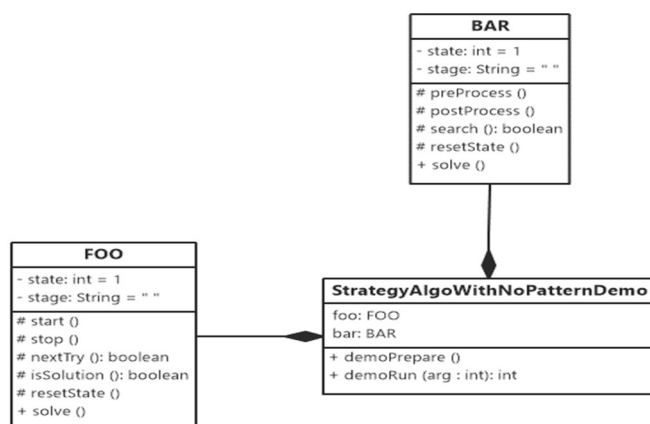 BAR
- state: int = 1
- stage: String = " "
# preProcess ()
# postProcess ()
# search (): boolean
# resetState ()
+ solve ()
FOO
- state: int = 1
- stage: String = " "
# start ()
# stop ()
# nextTry (): boolean
# isSolution (): boolean
# resetState ()
+ solve ()
StrategyAlgoWithNoPatternDemo
foo: FOO
bar: BAR
+ demoPrepare ()
+ demoRun (arg : int): int